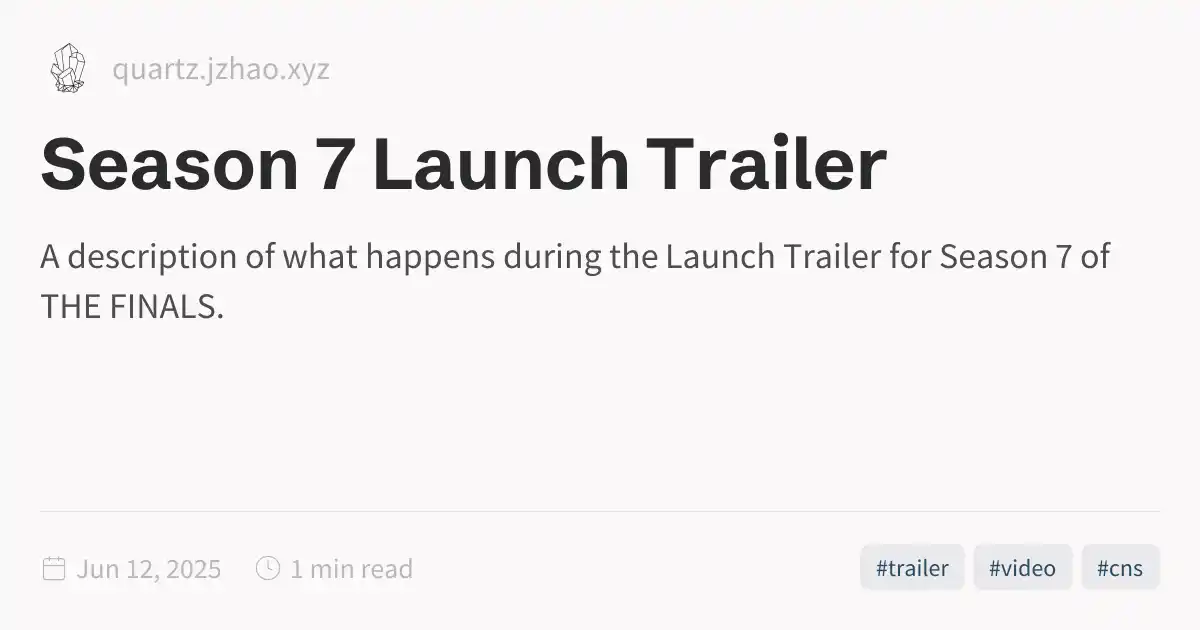 quartz.jzhao.xyz
Season 7 Launch Trailer
A description of what happens during the Launch Trailer for Season 7 of
THE FINALS.
Jun 12, 2025 1 min read #trailer #video #cns